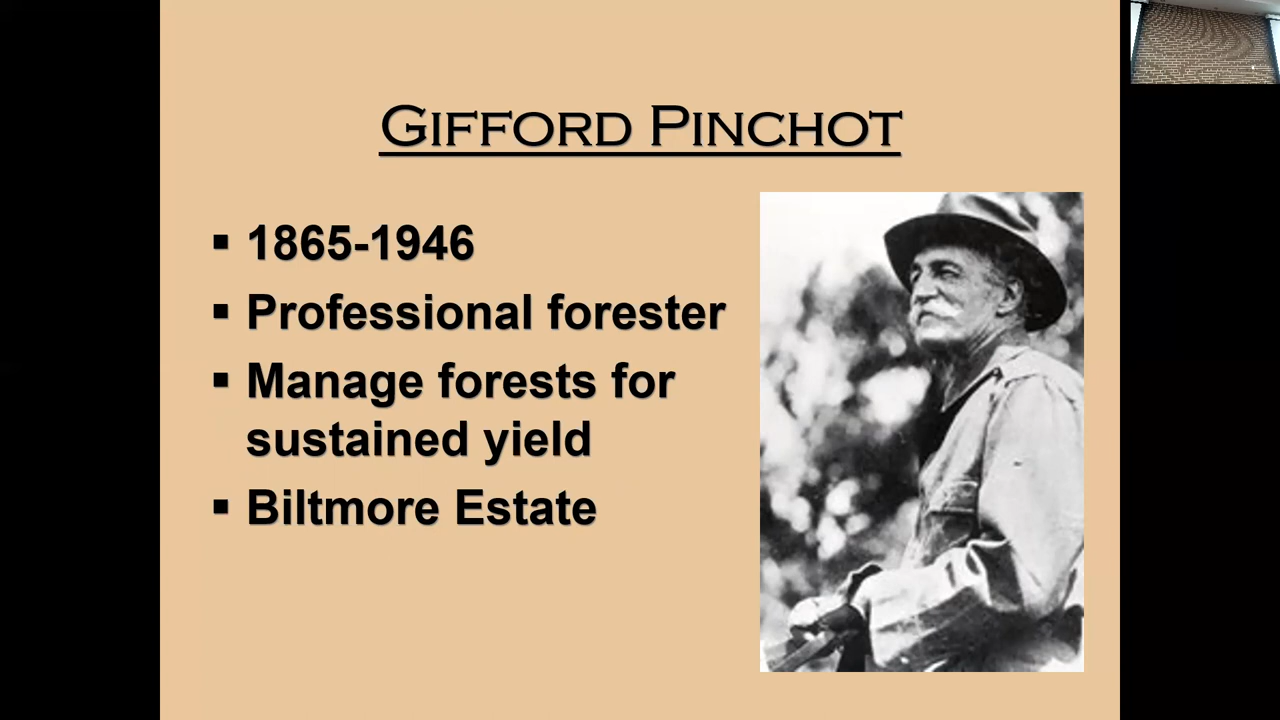 GIFFORD PINCHOT
▪ 1865-1946
▪ Professional forester
▪ Manage forests for
sustained yield
▪ Biltmore Estate